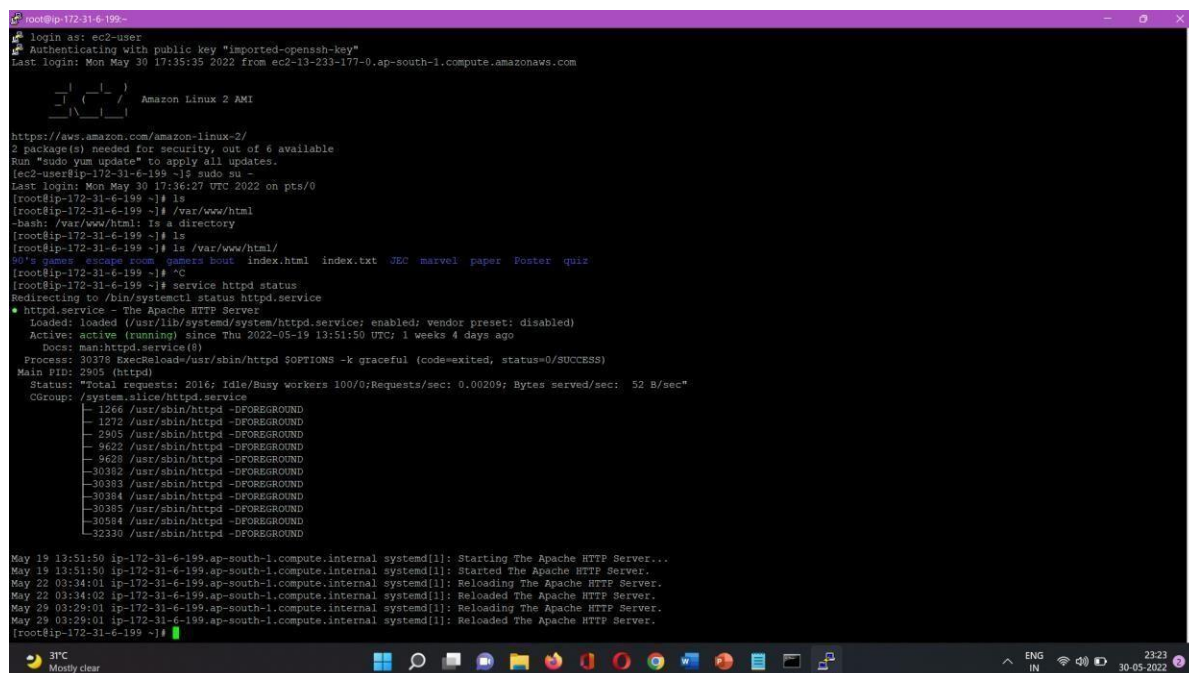 root@ip-172-31-6-199:~
login as: ec2-user
Authenticating with public key "imported-openssh-key"
Last login: Mon May 30 17:35:35 2022 from ec2-13-233-177-0.ap-south-1.compute.amazonaws.com
__|  __|_  )
_|  (     /   Amazon Linux 2 AMI
___|\___|___|
https://aws.amazon.com/amazon-linux-2/
2 package(s) needed for security, out of 6 available
Run "sudo yum update" to apply all updates.
[ec2-user@ip-172-31-6-199 ~]$ sudo su -
Last login: Mon May 30 17:36:27 UTC 2022 on pts/0
[root@ip-172-31-6-199 ~]# ls
[root@ip-172-31-6-199 ~]# /var/www/html
-bash: /var/www/html: Is a directory
[root@ip-172-31-6-199 ~]# ls
[root@ip-172-31-6-199 ~]# ls /var/www/html/
90's games  escape room  gamers bout  index.html  index.txt  JEC  marvel  paper  Poster  quiz
[root@ip-172-31-6-199 ~]# ^C
[root@ip-172-31-6-199 ~]# service httpd status
Redirecting to /bin/systemctl status httpd.service
● httpd.service - The Apache HTTP Server
Loaded: loaded (/usr/lib/systemd/system/httpd.service; enabled; vendor preset: disabled)
Active: active (running) since Thu 2022-05-19 13:51:50 UTC; 1 weeks 4 days ago
Docs: man:httpd.service(8)
Process: 30378 ExecReload=/usr/sbin/httpd $OPTIONS -k graceful (code=exited, status=0/SUCCESS)
Main PID: 2905 (httpd)
Status: "Total requests: 2016; Idle/Busy workers 100/0;Requests/sec: 0.00209; Bytes served/sec:  52 B/sec"
CGroup: /system.slice/httpd.service
├─ 1266 /usr/sbin/httpd -DFOREGROUND
├─ 1272 /usr/sbin/httpd -DFOREGROUND
├─ 2905 /usr/sbin/httpd -DFOREGROUND
├─ 9622 /usr/sbin/httpd -DFOREGROUND
├─ 9628 /usr/sbin/httpd -DFOREGROUND
├─30382 /usr/sbin/httpd -DFOREGROUND
├─30383 /usr/sbin/httpd -DFOREGROUND
├─30384 /usr/sbin/httpd -DFOREGROUND
├─30385 /usr/sbin/httpd -DFOREGROUND
├─30584 /usr/sbin/httpd -DFOREGROUND
└─32330 /usr/sbin/httpd -DFOREGROUND
May 19 13:51:50 ip-172-31-6-199.ap-south-1.compute.internal systemd[1]: Starting The Apache HTTP Server...
May 19 13:51:50 ip-172-31-6-199.ap-south-1.compute.internal systemd[1]: Started The Apache HTTP Server.
May 22 03:34:01 ip-172-31-6-199.ap-south-1.compute.internal systemd[1]: Reloading The Apache HTTP Server.
May 22 03:34:02 ip-172-31-6-199.ap-south-1.compute.internal systemd[1]: Reloaded The Apache HTTP Server.
May 29 03:29:01 ip-172-31-6-199.ap-south-1.compute.internal systemd[1]: Reloading The Apache HTTP Server.
May 29 03:29:01 ip-172-31-6-199.ap-south-1.compute.internal systemd[1]: Reloaded The Apache HTTP Server.
[root@ip-172-31-6-199 ~]#
31°C
Mostly clear
ENG
IN
23:23
30-05-2022
2